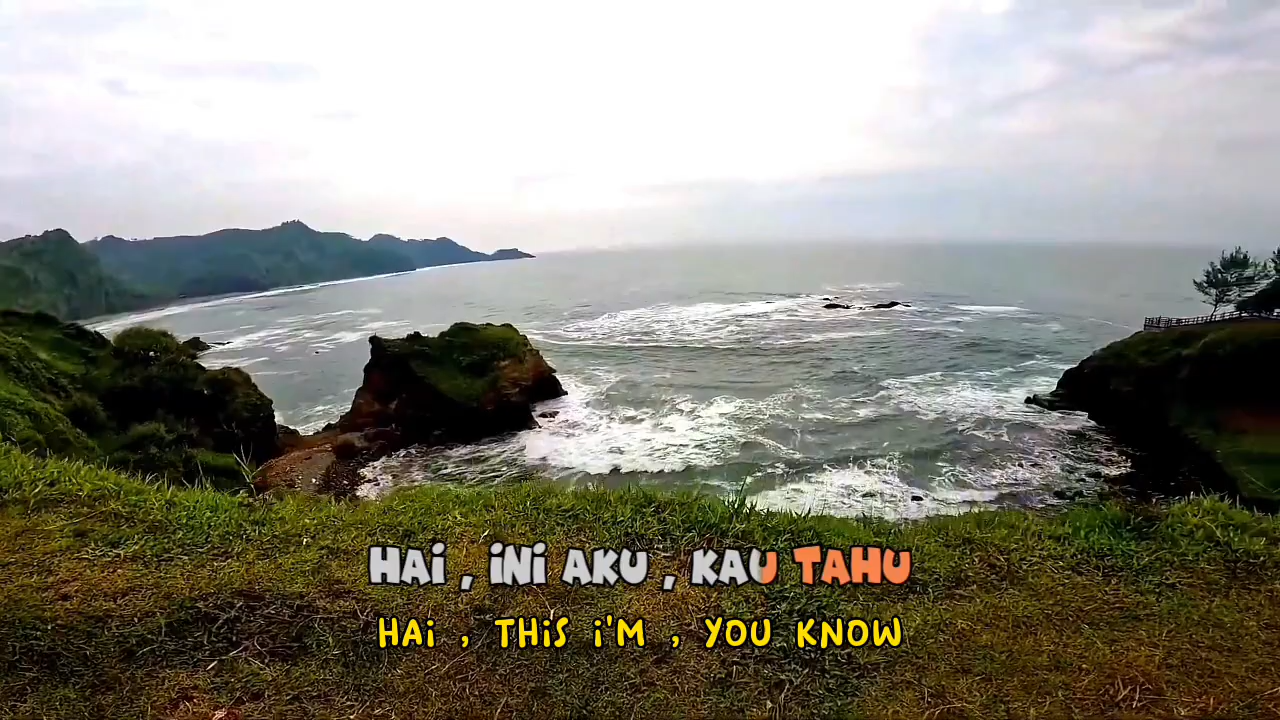 HAi , iNi AKU , KAU TAHU
HAi , THiS i'M , YOU KNOW